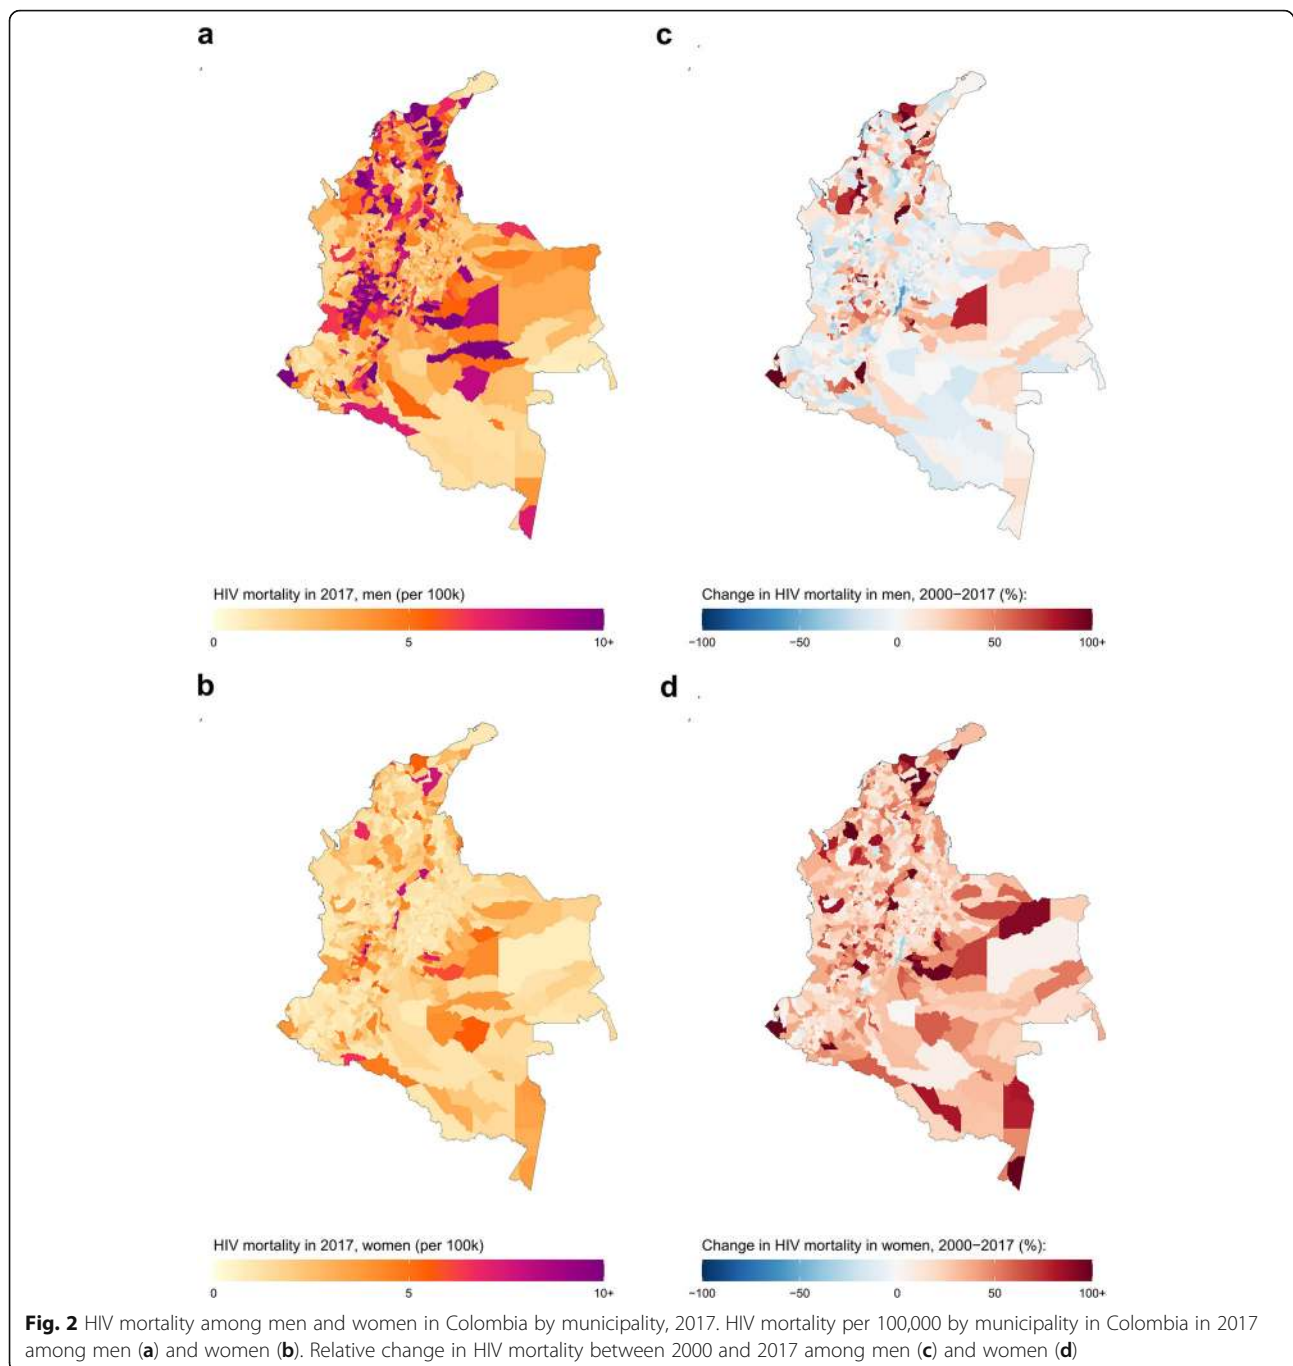 a
c
HIV mortality in 2017, men (per 100k)
0 5 10+
Change in HIV mortality in men, 2000−2017 (%):
−100 −50 0 50 100+
b
d
HIV mortality in 2017, women (per 100k)
0 5 10+
Change in HIV mortality in women, 2000−2017 (%):
−100 −50 0 50 100+
Fig. 2 HIV mortality among men and women in Colombia by municipality, 2017. HIV mortality per 100,000 by municipality in Colombia in 2017
among men (a) and women (b). Relative change in HIV mortality between 2000 and 2017 among men (c) and women (d)